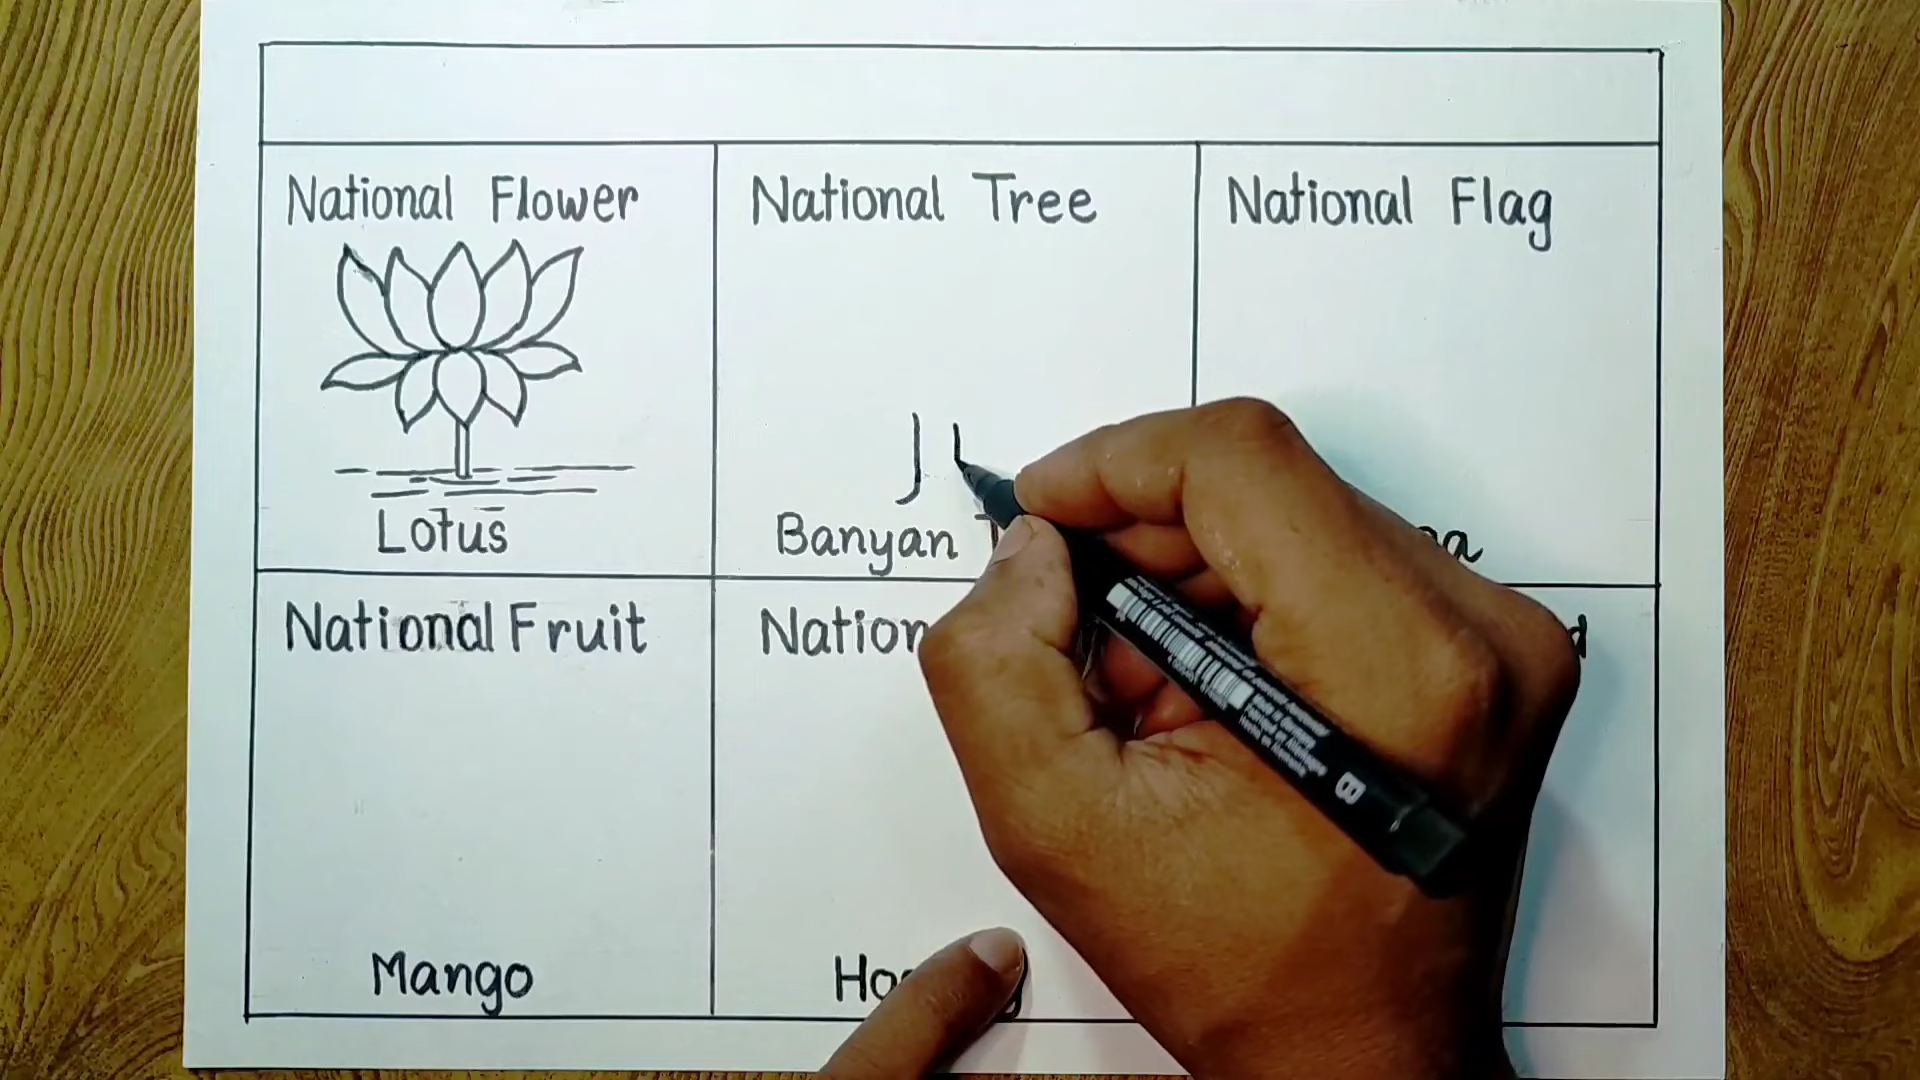 National Flower
National Tree
National Flag
Lotus
Banyan
National Fruit
Mango
B